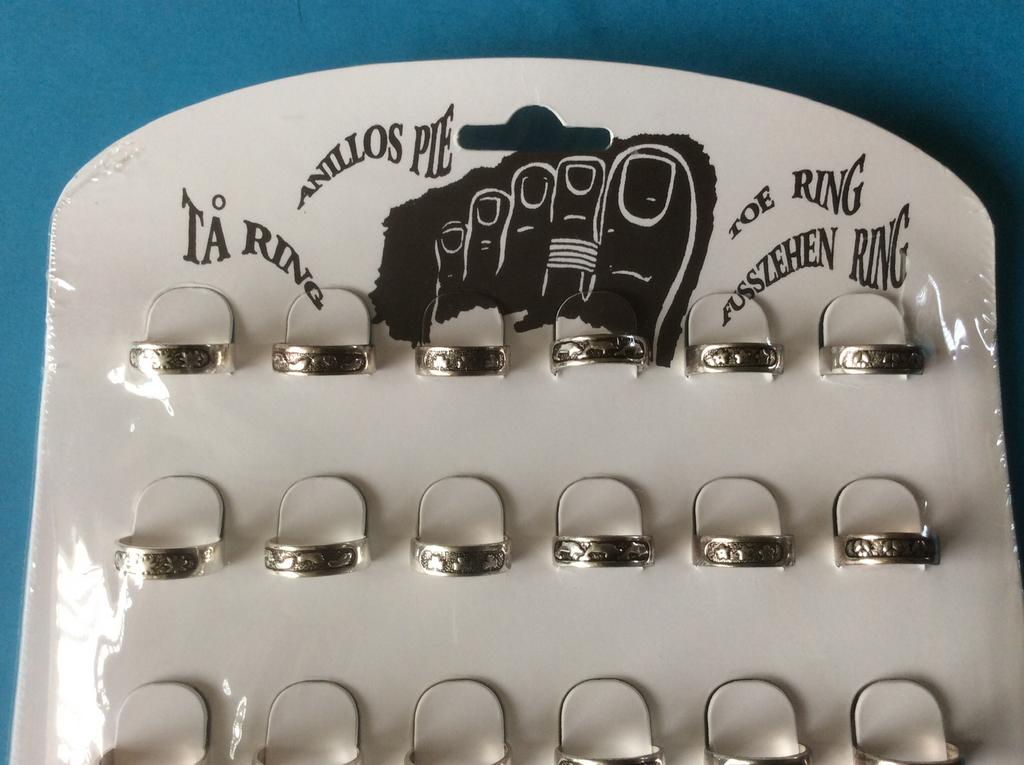 TÅ RING
ANILLOS PIE
TOE RING
FUSSZEHEN RING